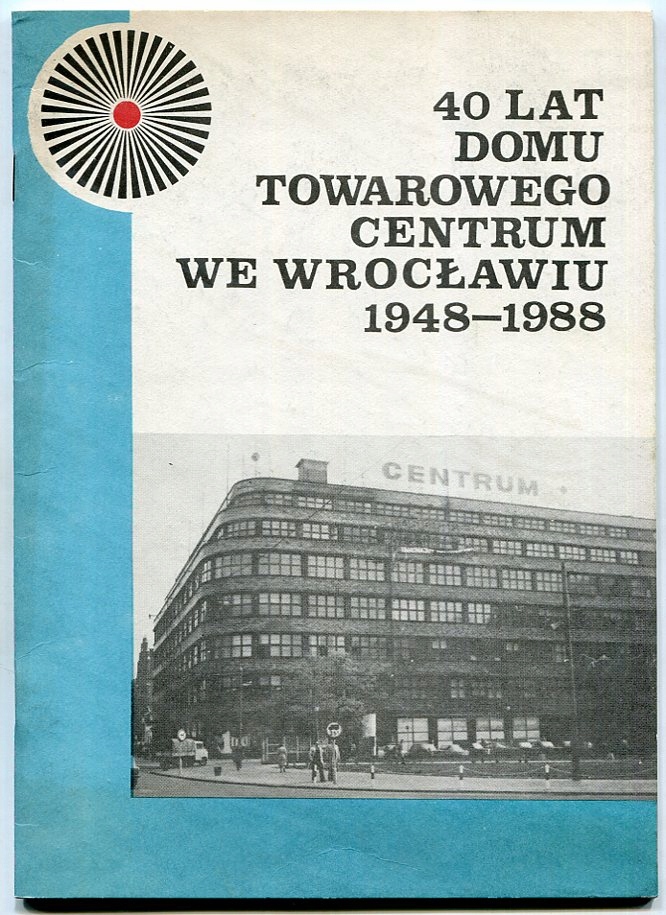 40 LAT
DOMU
TOWAROWEGO
CENTRUM
WE WROCŁAWIU
1948—1988
CENTRUM